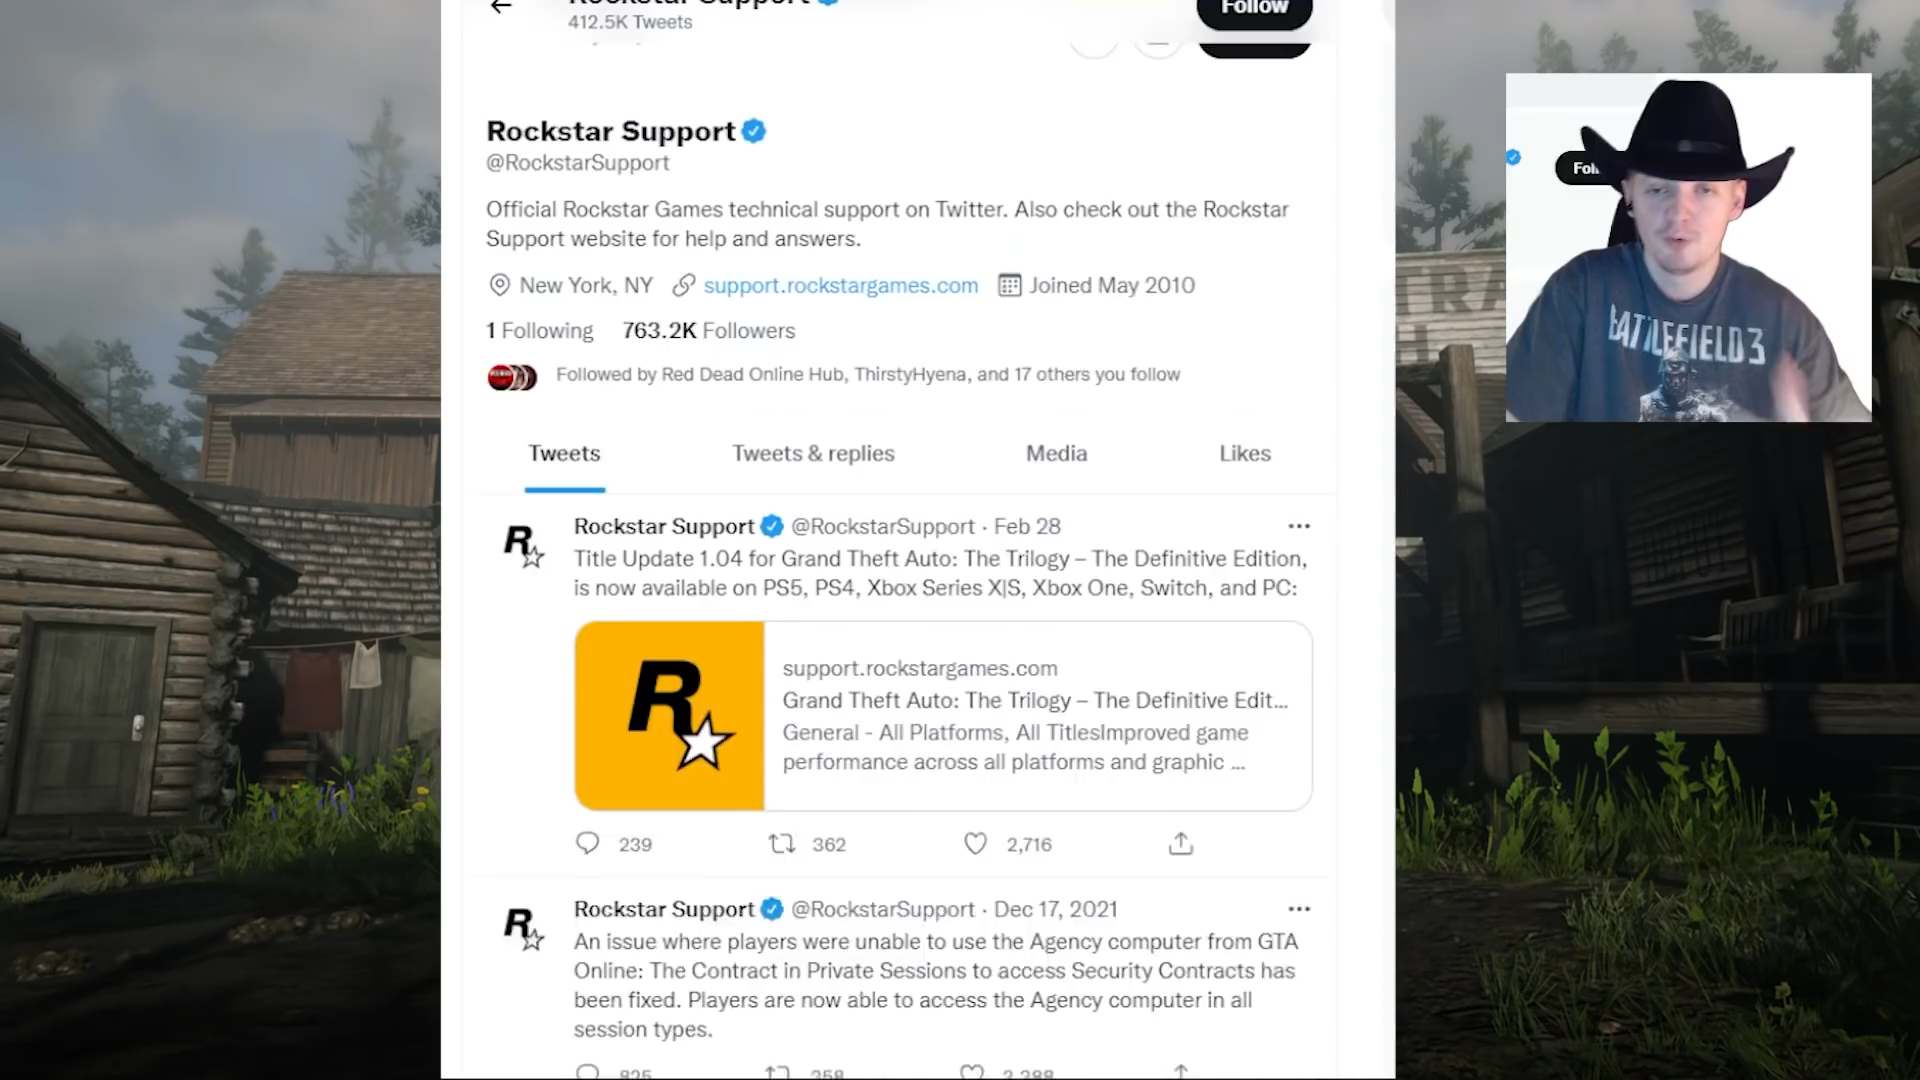 Rockstar Support
412.5K Tweets
Follow
Rockstar Support
@RockstarSupport
Official Rockstar Games technical support on Twitter. Also check out the Rockstar
Support website for help and answers.
New York, NY support.rockstargames.com Joined May 2010
1 Following 763.2K Followers
Followed by Red Dead Online Hub, ThirstyHyena, and 17 others you follow
Tweets Tweets & replies Media Likes
Rockstar Support @RockstarSupport · Feb 28
Title Update 1.04 for Grand Theft Auto: The Trilogy – The Definitive Edition,
is now available on PS5, PS4, Xbox Series X|S, Xbox One, Switch, and PC:
R
support.rockstargames.com
Grand Theft Auto: The Trilogy – The Definitive Edit...
General - All Platforms, All TitlesImproved game
performance across all platforms and graphic ...
239 362 2,716
Rockstar Support @RockstarSupport · Dec 17, 2021
An issue where players were unable to use the Agency computer from GTA
Online: The Contract in Private Sessions to access Security Contracts has
been fixed. Players are now able to access the Agency computer in all
session types.
825 358 2,388
Foll
BATTLEFIELD 3